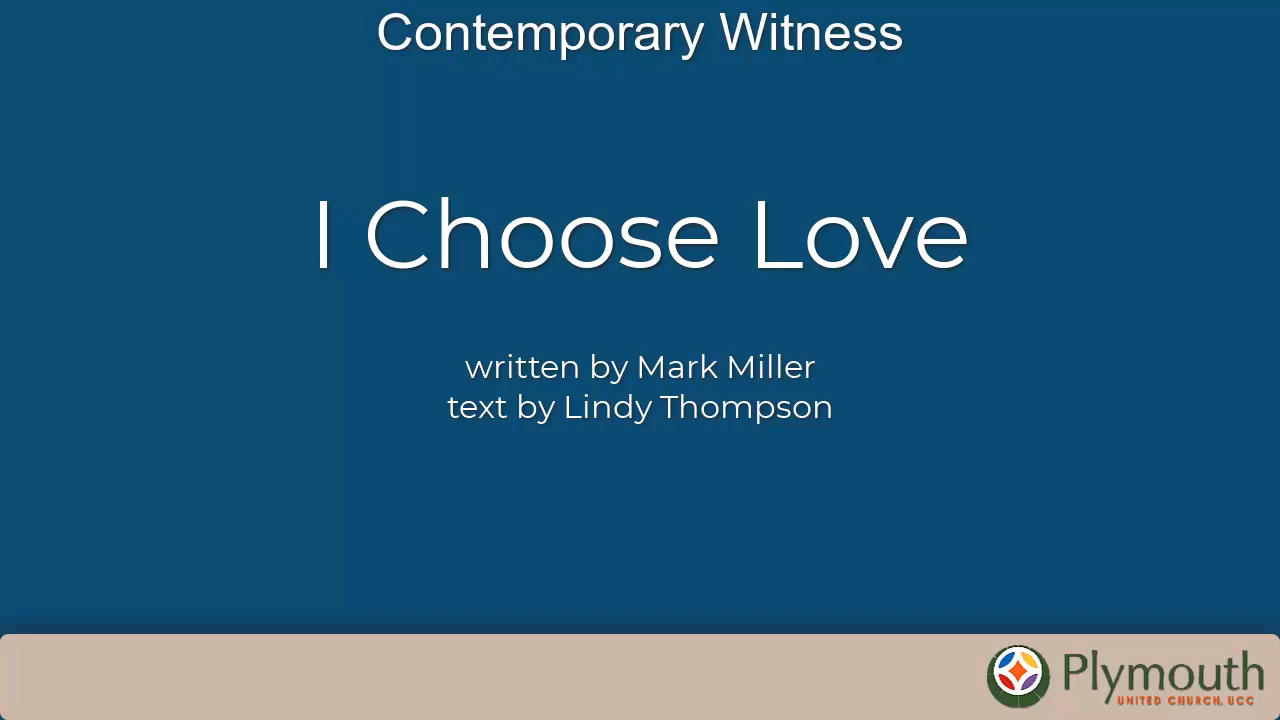 Contemporary Witness
I Choose Love
written by Mark Miller
text by Lindy Thompson
Plymouth
UNITED CHURCH, UCC